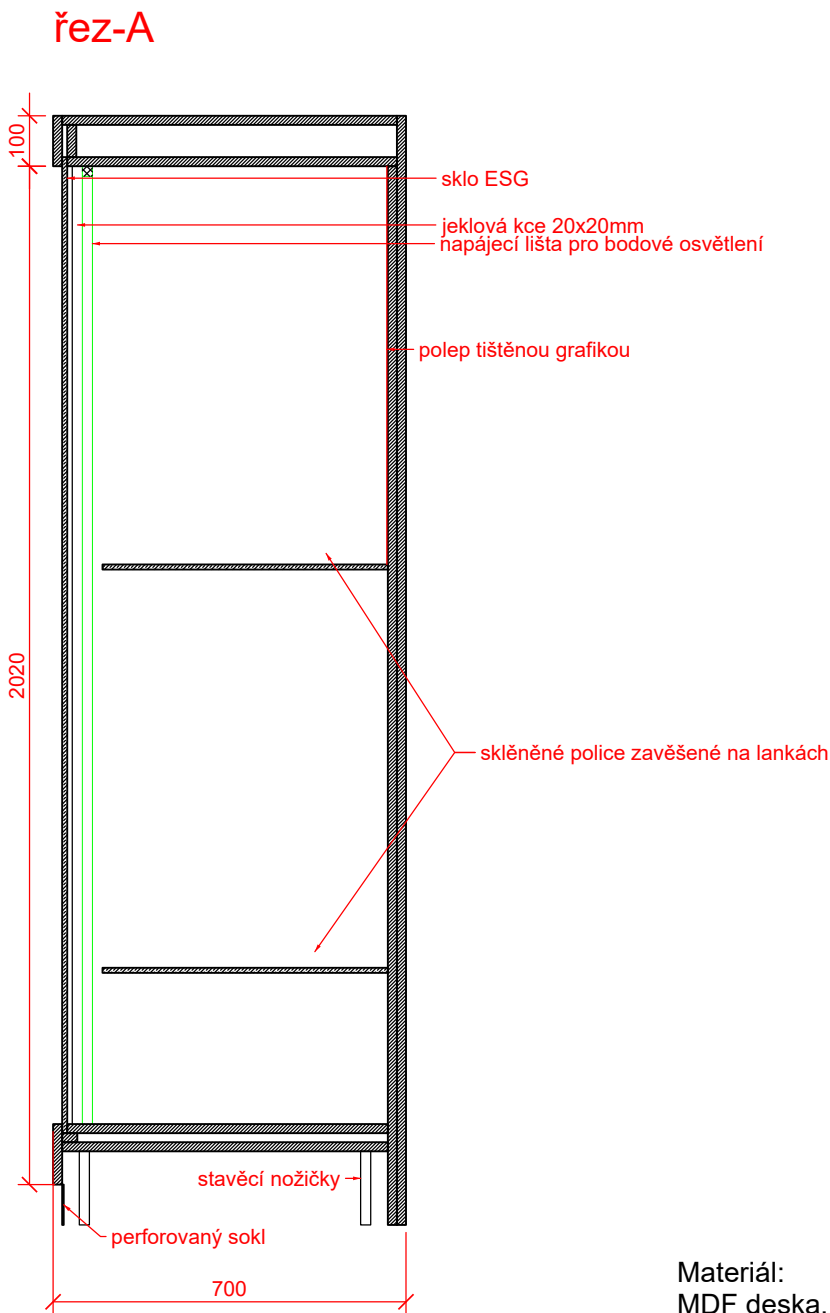 řez-A
100
sklo ESG
jeklová kce 20x20mm
napájecí lišta pro bodové osvětlení
polep tištěnou grafikou
2020
skleněné police zavěšené na lankách
stavěcí nožičky
perforovaný sokl
700
Materiál:
MDF deska,